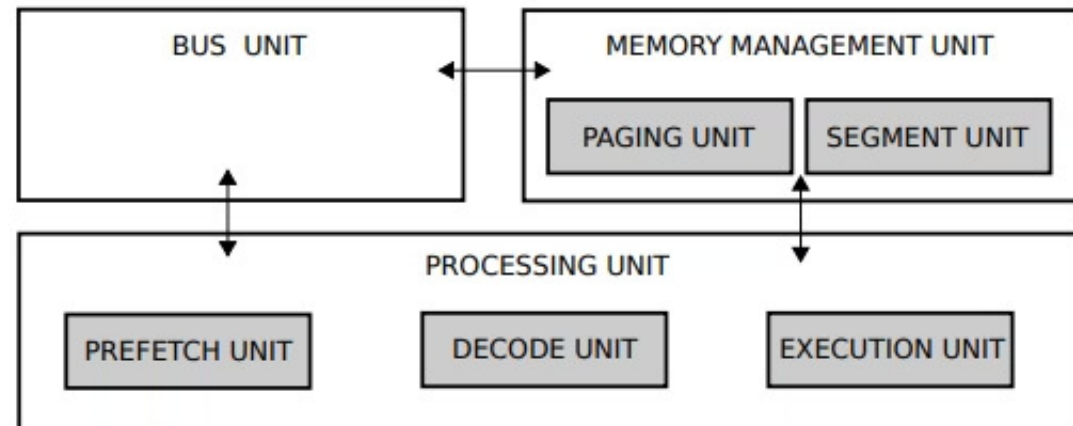 BUS UNIT
MEMORY MANAGEMENT UNIT
PAGING UNIT
SEGMENT UNIT
PROCESSING UNIT
PREFETCH UNIT
DECODE UNIT
EXECUTION UNIT